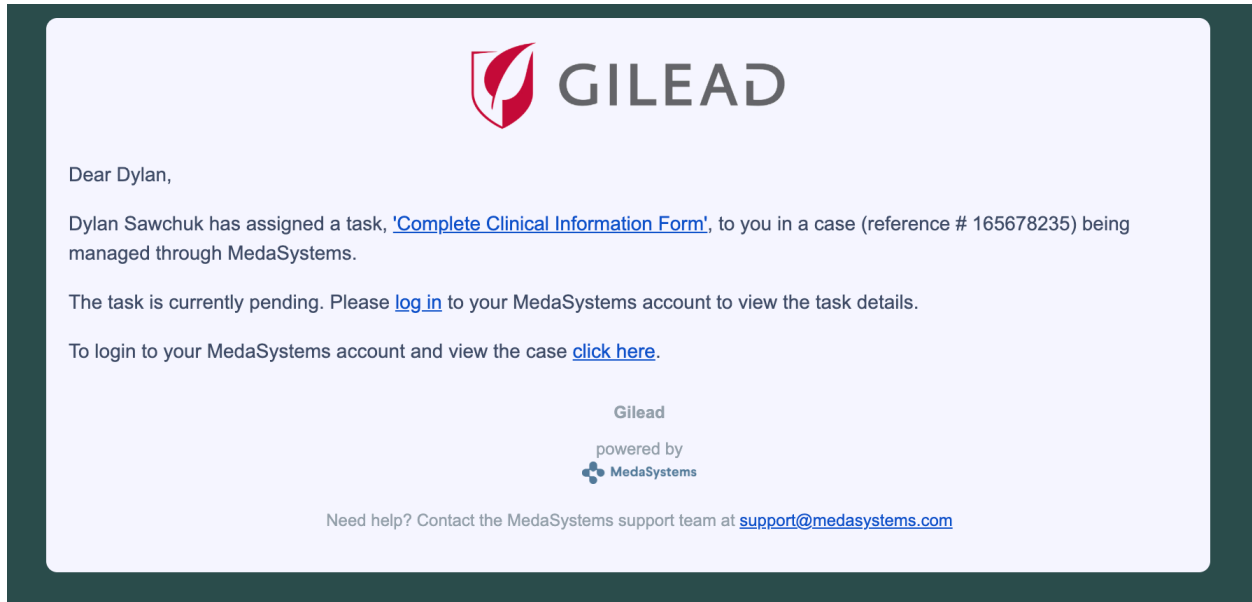 GILEAD
Dear Dylan,
Dylan Sawchuk has assigned a task, 'Complete Clinical Information Form', to you in a case (reference # 165678235) being
managed through MedaSystems.
The task is currently pending. Please log in to your MedaSystems account to view the task details.
To login to your MedaSystems account and view the case click here.
Gilead
powered by
MedaSystems
Need help? Contact the MedaSystems support team at support@medasystems.com